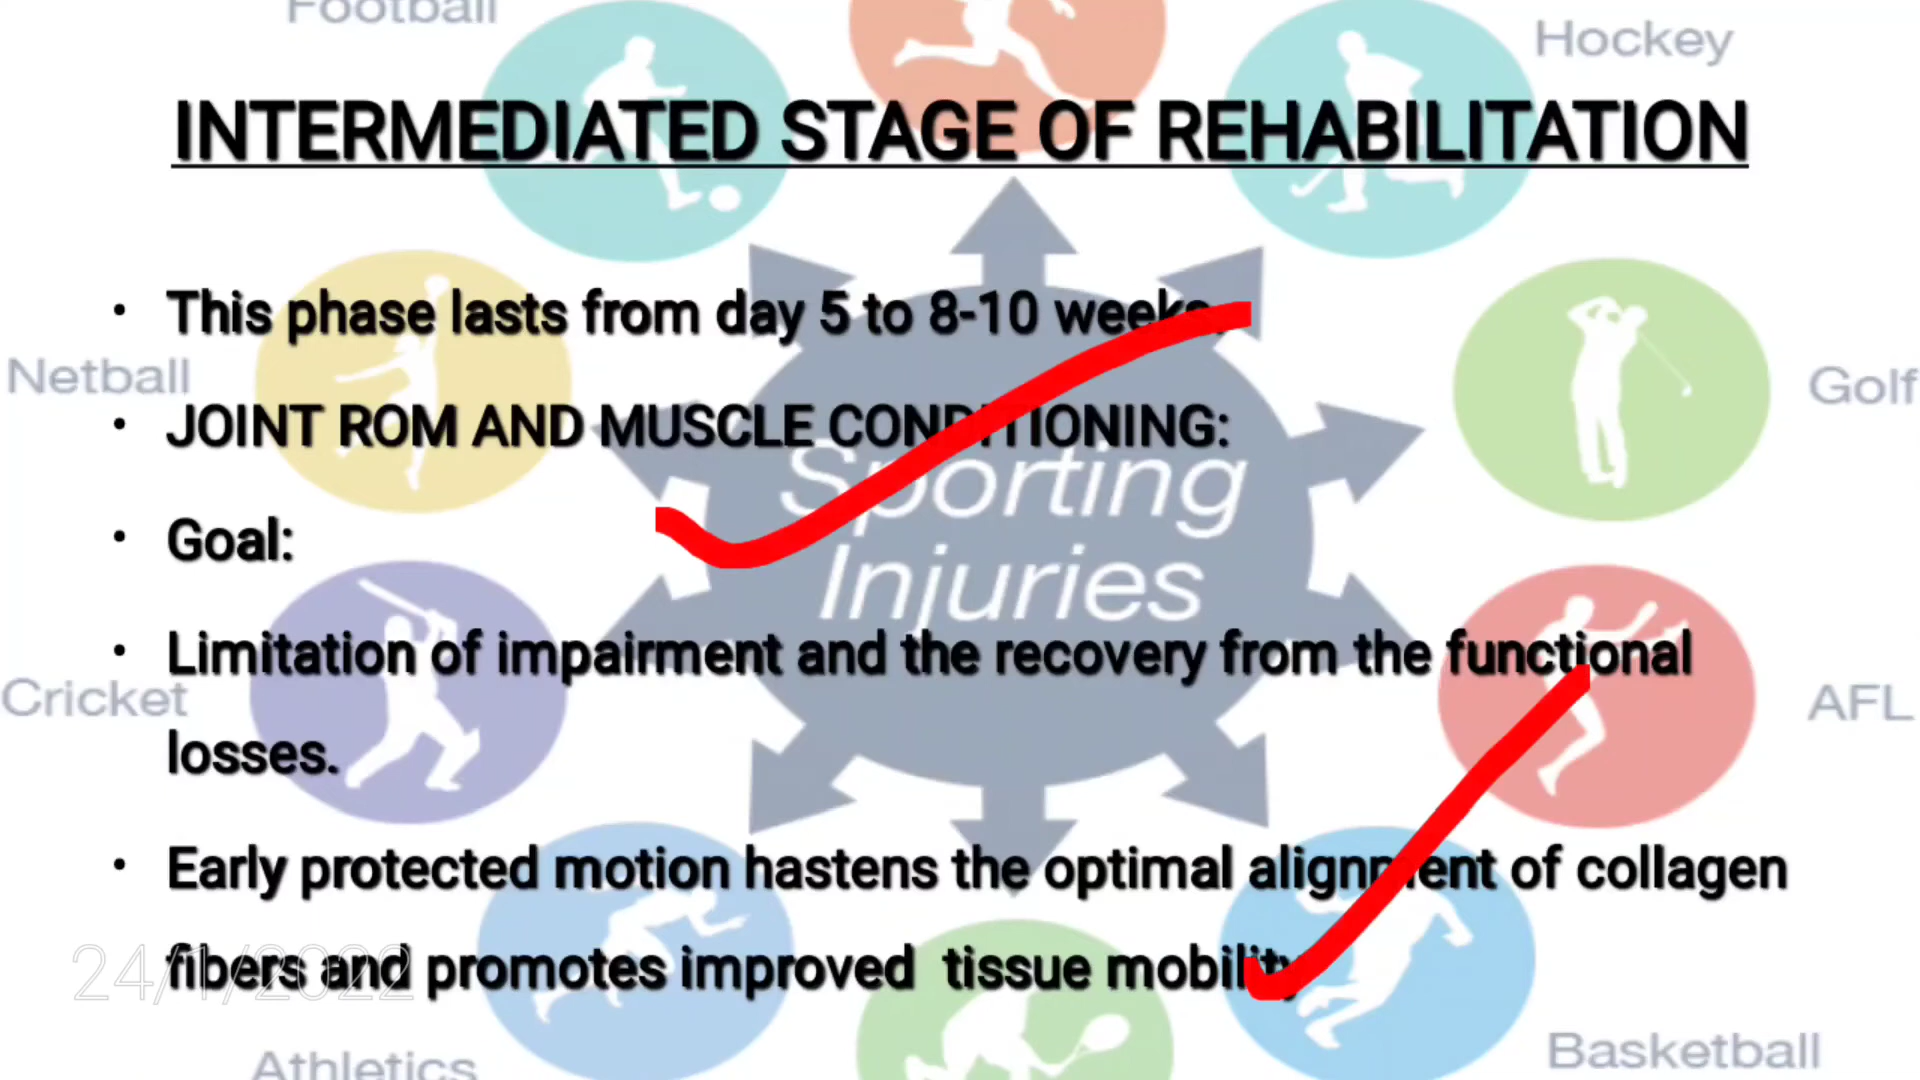 Football
Hockey
INTERMEDIATED STAGE OF REHABILITATION
• This phase lasts from day 5 to 8-10 weeks.
Netball
Golf
• JOINT ROM AND MUSCLE CONDITIONING:
Sporting
• Goal:
Injuries
• Limitation of impairment and the recovery from the functional
Cricket
AFL
losses.
• Early protected motion hastens the optimal alignment of collagen
fibers and promotes improved tissue mobility
24/1/2022
Athletics
Basketball